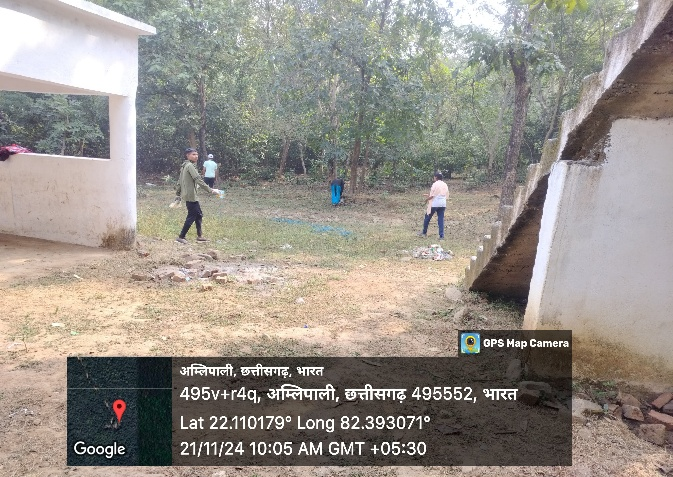 GPS Map Camera
अम्लिपाली, छत्तीसगढ़, भारत
495v+r4q, अम्लिपाली, छत्तीसगढ़ 495552, भारत
Lat 22.110179° Long 82.393071°
21/11/24 10:05 AM GMT +05:30
Google